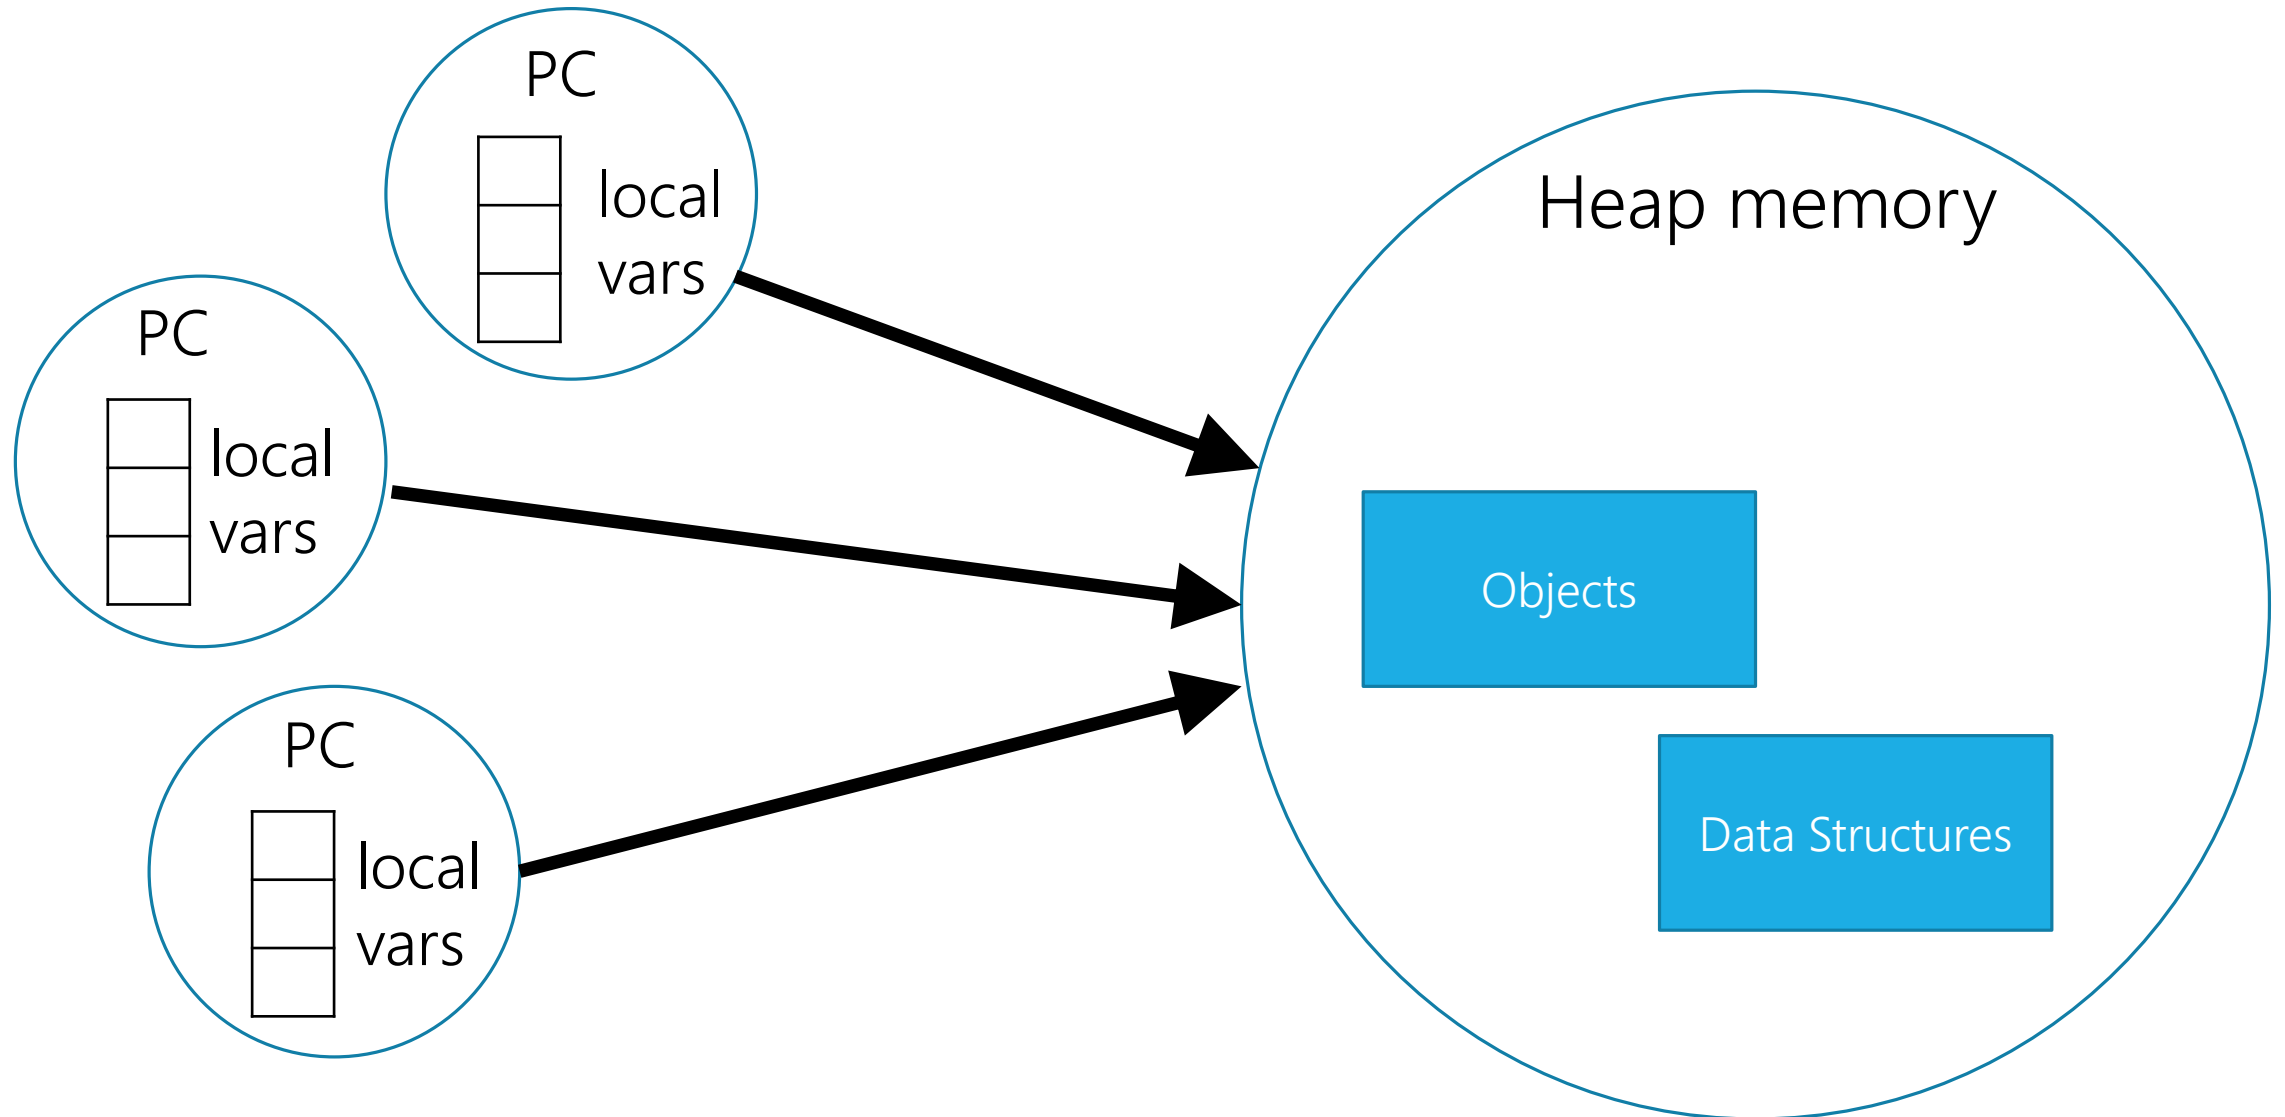 PC
local
vars
PC
local
vars
PC
local
vars
Heap memory
Objects
Data Structures